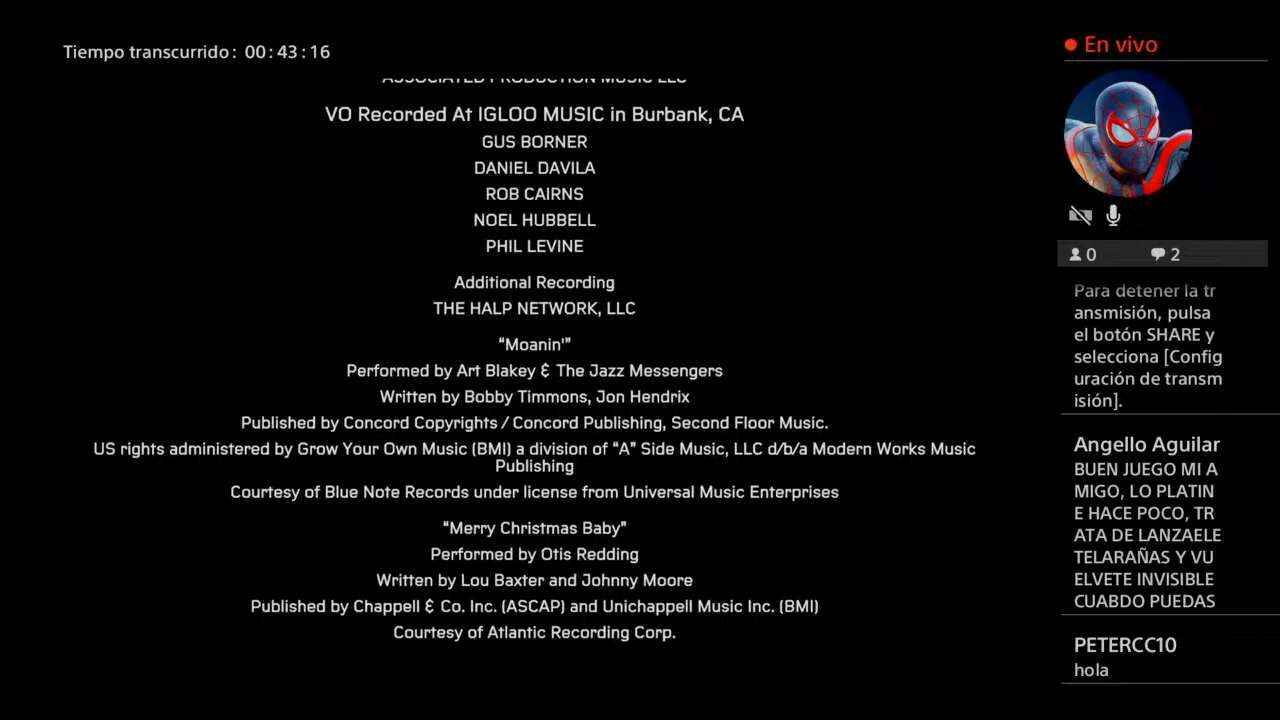 Tiempo transcurrido: 00:43:16
ASSOCIATED PRODUCTION MUSIC LLC
VO Recorded At IGLOO MUSIC in Burbank, CA
GUS BORNER
DANIEL DAVILA
ROB CAIRNS
NOEL HUBBELL
PHIL LEVINE
Additional Recording
THE HALP NETWORK, LLC
“Moanin'”
Performed by Art Blakey & The Jazz Messengers
Written by Bobby Timmons, Jon Hendrix
Published by Concord Copyrights / Concord Publishing, Second Floor Music.
US rights administered by Grow Your Own Music (BMI) a division of “A” Side Music, LLC d/b/a Modern Works Music
Publishing
Courtesy of Blue Note Records under license from Universal Music Enterprises
“Merry Christmas Baby”
Performed by Otis Redding
Written by Lou Baxter and Johnny Moore
Published by Chappell & Co. Inc. (ASCAP) and Unichappell Music Inc. (BMI)
Courtesy of Atlantic Recording Corp.
En vivo
0
2
Para detener la tr
ansmisión, pulsa
el botón SHARE y
selecciona [Config
uración de transm
isión].
Angello Aguilar
BUEN JUEGO MI A
MIGO, LO PLATIN
E HACE POCO, TR
ATA DE LANZAELE
TELARAÑAS Y VU
ELVETE INVISIBLE
CUABDO PUEDAS
PETERCC10
hola